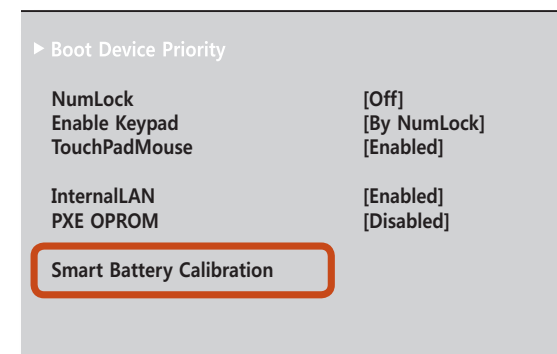 ▶ Boot Device Priority
NumLock [Off]
Enable Keypad [By NumLock]
TouchPadMouse [Enabled]
InternalLAN [Enabled]
PXE OPROM [Disabled]
Smart Battery Calibration